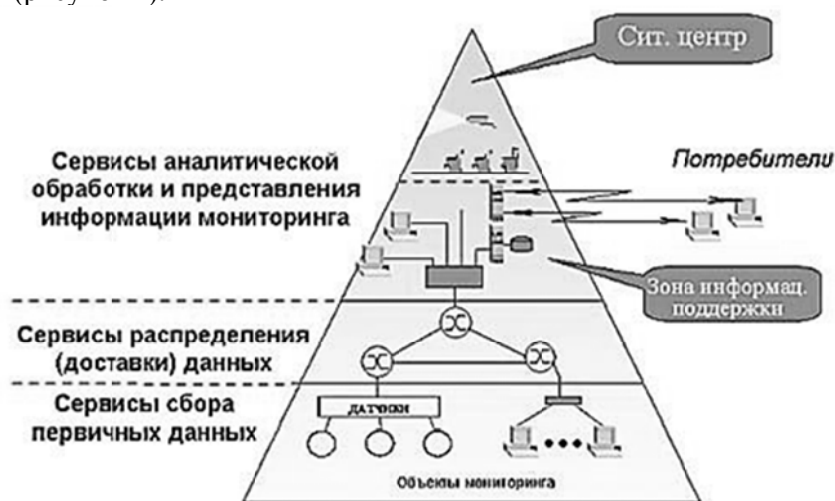 Сит. центр
Сервисы аналитической
обработки и представления
информации мониторинга
Потребители
Зона информац.
поддержки
Сервисы распределения
(доставки) данных
Сервисы сбора
первичных данных
ДАТЧИКИ
Объекты мониторинга